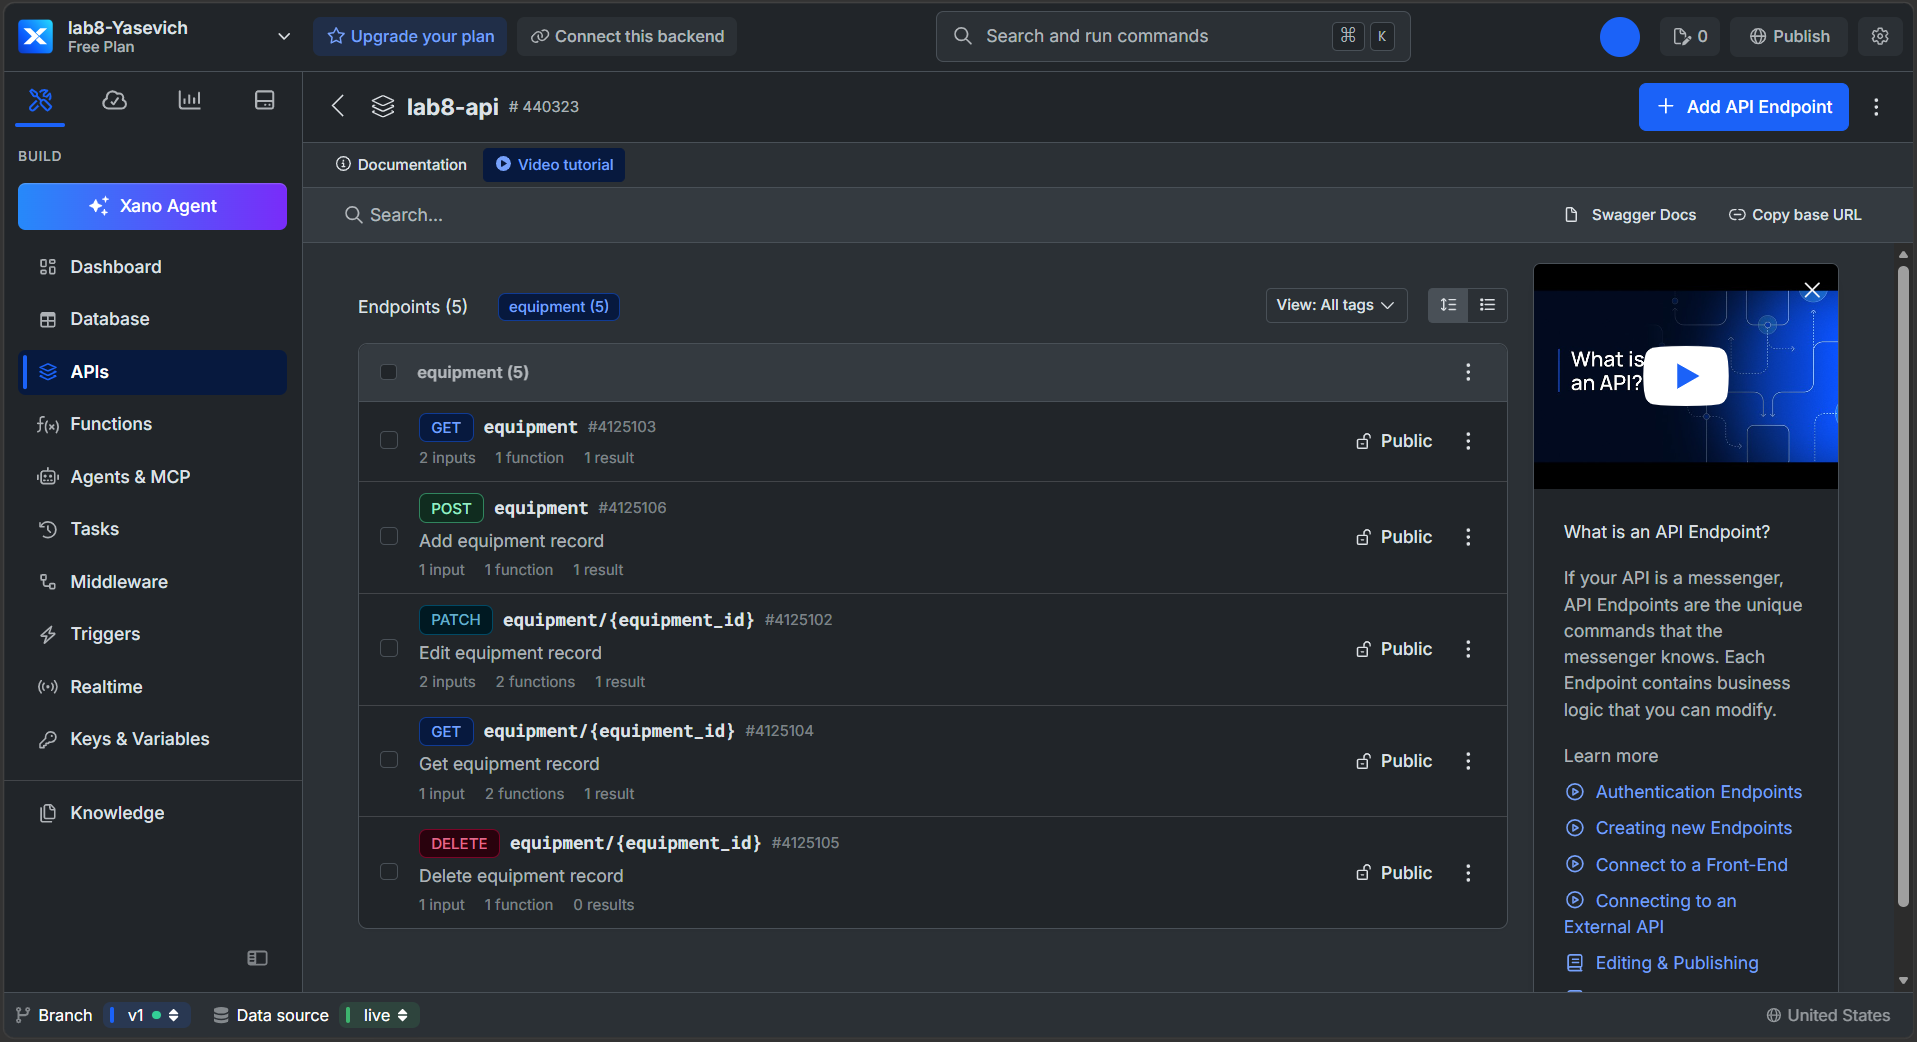 lab8-Yasevich
Free Plan
Upgrade your plan
Connect this backend
Search and run commands
⌘ K
0
Publish
lab8-api # 440323
Add API Endpoint
Documentation
Video tutorial
BUILD
Xano Agent
Dashboard
Database
APIs
Functions
Agents & MCP
Tasks
Middleware
Triggers
Realtime
Keys & Variables
Knowledge
Search...
Swagger Docs
Copy base URL
Endpoints (5)
equipment (5)
View: All tags
equipment (5)
GET equipment #4125103
2 inputs 1 function 1 result
Public
POST equipment #4125106
Add equipment record
1 input 1 function 1 result
Public
PATCH equipment/{equipment_id} #4125102
Edit equipment record
2 inputs 2 functions 1 result
Public
GET equipment/{equipment_id} #4125104
Get equipment record
1 input 2 functions 1 result
Public
DELETE equipment/{equipment_id} #4125105
Delete equipment record
1 input 1 function 0 results
Public
What is
an API?
What is an API Endpoint?
If your API is a messenger,
API Endpoints are the unique
commands that the
messenger knows. Each
Endpoint contains business
logic that you can modify.
Learn more
Authentication Endpoints
Creating new Endpoints
Connect to a Front-End
Connecting to an
External API
Editing & Publishing
Branch
v1
Data source
live
United States